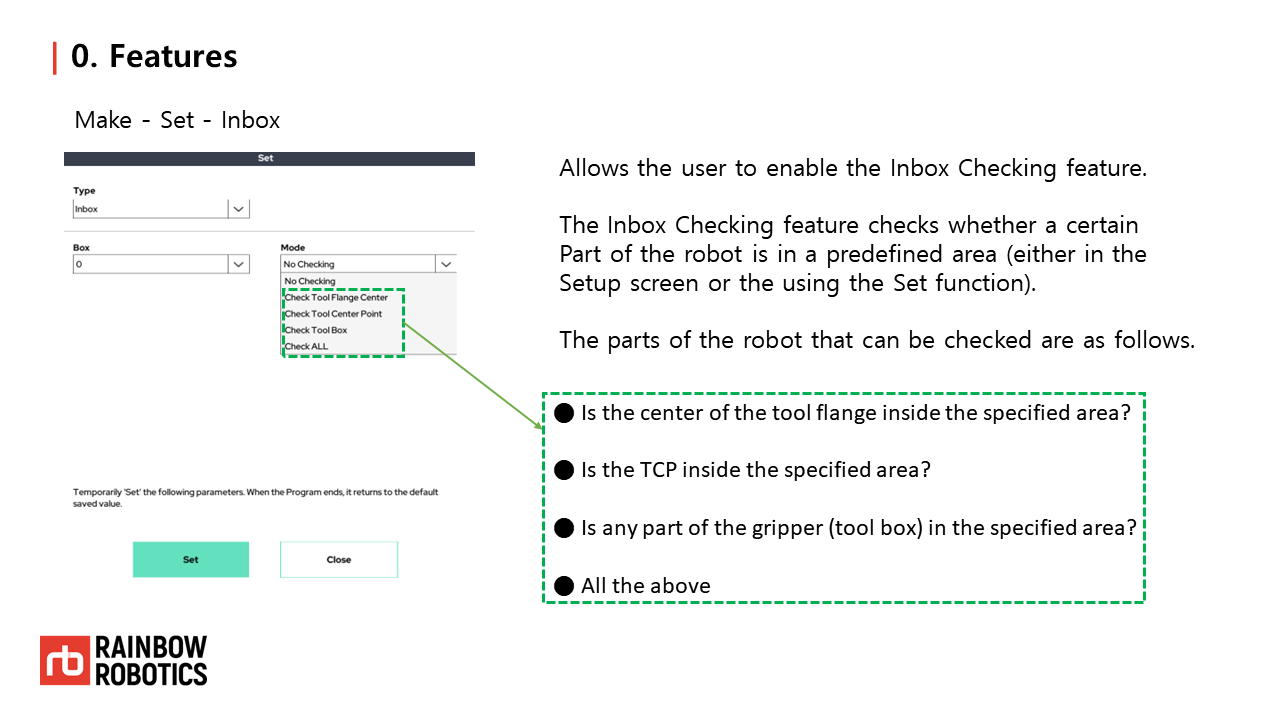 0. Features
Make - Set - Inbox
Set
Type
Inbox
Box
0
Mode
No Checking
No Checking
Check Tool Flange Center
Check Tool Center Point
Check Tool Box
Check ALL
Temporarily 'Set' the following parameters. When the Program ends, it returns to the default
saved value.
Set
Close
Allows the user to enable the Inbox Checking feature.
The Inbox Checking feature checks whether a certain
Part of the robot is in a predefined area (either in the
Setup screen or the using the Set function).
The parts of the robot that can be checked are as follows.
● Is the center of the tool flange inside the specified area?
● Is the TCP inside the specified area?
● Is any part of the gripper (tool box) in the specified area?
● All the above
rb
RAINBOW
ROBOTICS